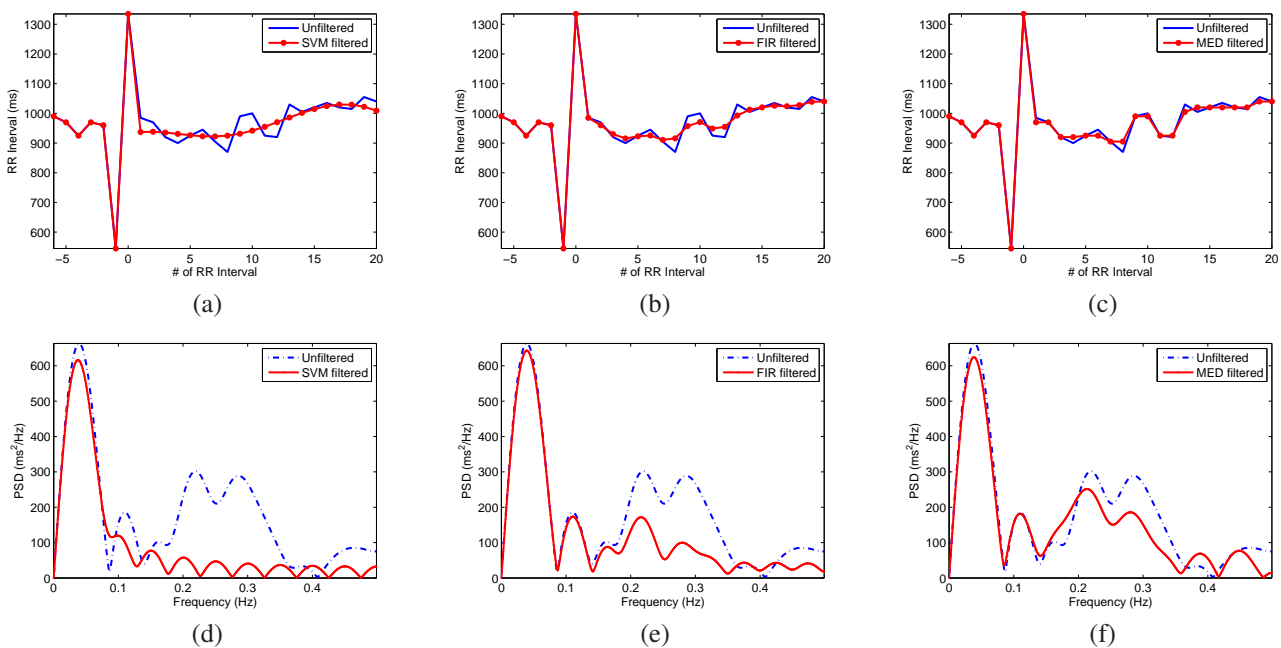 1300
1200
1100
1000
900
800
700
600
RR Interval (ms)
−5
0
5
10
15
20
# of RR Interval
Unfiltered
SVM filtered
(a)
1300
1200
1100
1000
900
800
700
600
RR Interval (ms)
−5
0
5
10
15
20
# of RR Interval
Unfiltered
FIR filtered
(b)
1300
1200
1100
1000
900
800
700
600
RR Interval (ms)
−5
0
5
10
15
20
# of RR Interval
Unfiltered
MED filtered
(c)
600
500
400
300
200
100
0
PSD (ms²/Hz)
0
0.1
0.2
0.3
0.4
Frequency (Hz)
Unfiltered
SVM filtered
(d)
600
500
400
300
200
100
0
PSD (ms²/Hz)
0
0.1
0.2
0.3
0.4
Frequency (Hz)
Unfiltered
FIR filtered
(e)
600
500
400
300
200
100
0
PSD (ms²/Hz)
0
0.1
0.2
0.3
0.4
Frequency (Hz)
Unfiltered
MED filtered
(f)